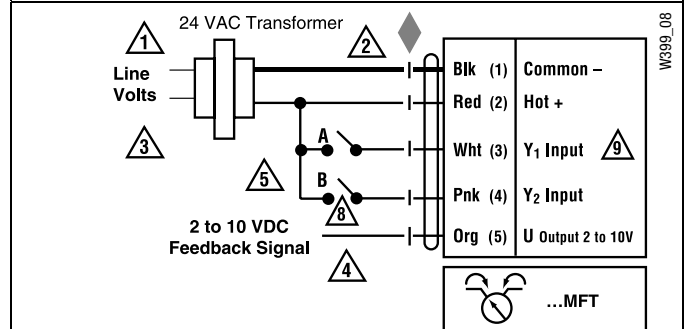 24 VAC Transformer
W399_08
1
2
Line
Volts
3
Blk (1) Common –
Red (2) Hot +
A
Wht (3) Y₁ Input
9
5
B
8
Pnk (4) Y₂ Input
2 to 10 VDC
Feedback Signal
4
Org (5) U Output 2 to 10V
...MFT